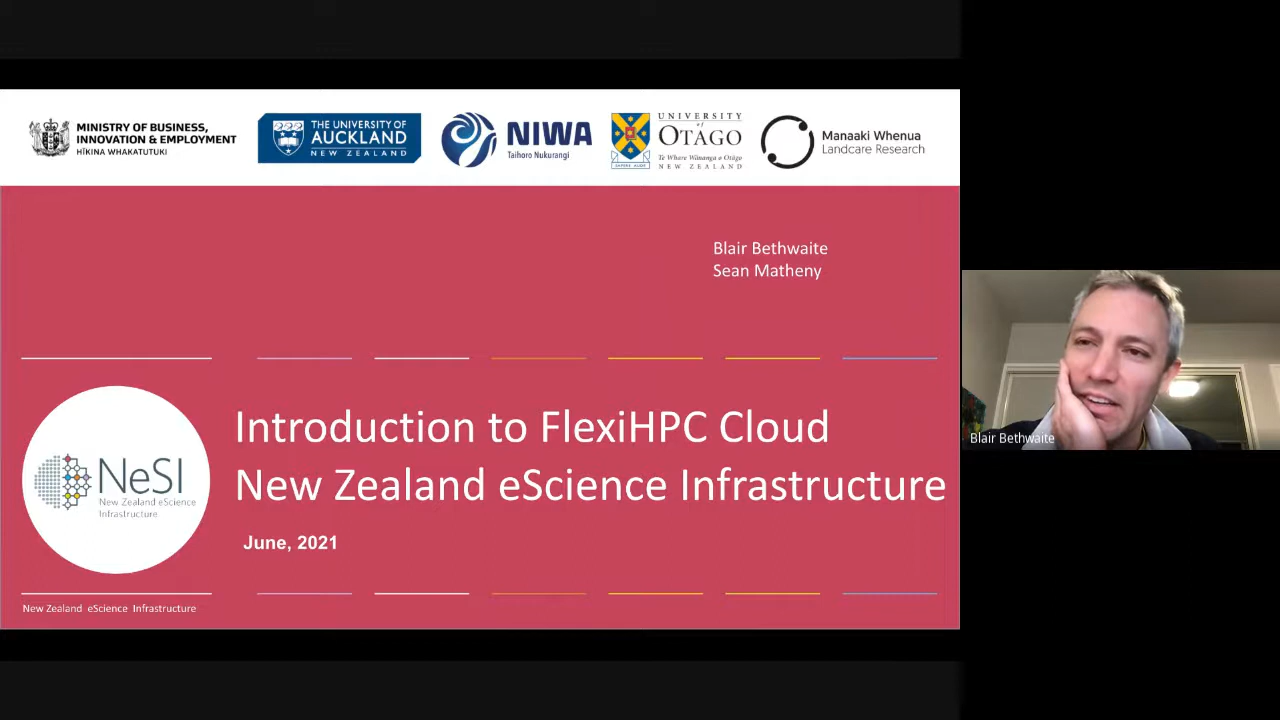 MINISTRY OF BUSINESS,
INNOVATION & EMPLOYMENT
HĪKINA WHAKATUTUKI
THE UNIVERSITY OF
AUCKLAND
NEW ZEALAND
NIWA
Taihoro Nukurangi
UNIVERSITY
of
OTAGO
Te Whare Wānanga o Otāgo
NEW ZEALAND
SAPERE AUDE
Manaaki Whenua
Landcare Research
Blair Bethwaite
Sean Matheny
Introduction to FlexiHPC Cloud
New Zealand eScience Infrastructure
June, 2021
NeSI
New Zealand eScience
Infrastructure
New Zealand eScience Infrastructure
Blair Bethwaite